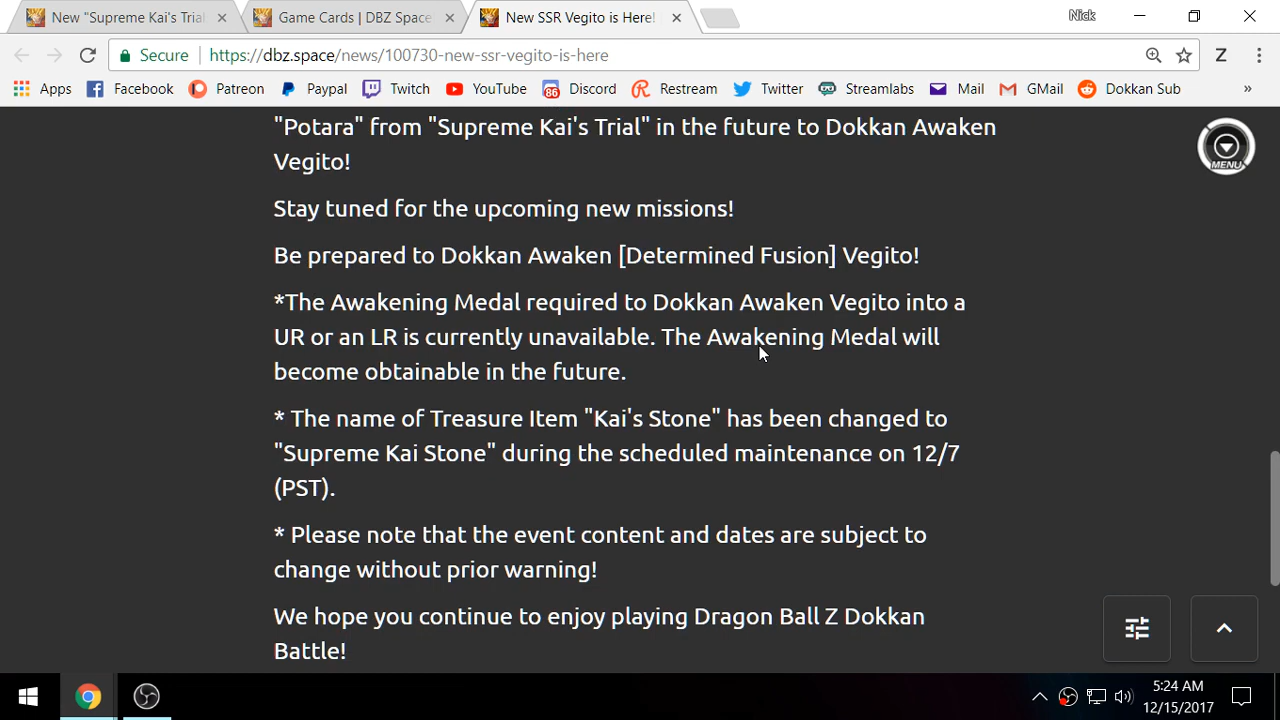 New "Supreme Kai's Trial
Game Cards | DBZ Space
New SSR Vegito is Here!
Nick
Secure
https://dbz.space/news/100730-new-ssr-vegito-is-here
Z
Apps
Facebook
Patreon
Paypal
Twitch
YouTube
86
Discord
Restream
Twitter
Streamlabs
Mail
GMail
Dokkan Sub
»
"Potara" from "Supreme Kai's Trial" in the future to Dokkan Awaken
Vegito!
MENU
Stay tuned for the upcoming new missions!
Be prepared to Dokkan Awaken [Determined Fusion] Vegito!
*The Awakening Medal required to Dokkan Awaken Vegito into a
UR or an LR is currently unavailable. The Awakening Medal will
become obtainable in the future.
* The name of Treasure Item "Kai's Stone" has been changed to
"Supreme Kai Stone" during the scheduled maintenance on 12/7
(PST).
* Please note that the event content and dates are subject to
change without prior warning!
We hope you continue to enjoy playing Dragon Ball Z Dokkan
Battle!
5:24 AM
12/15/2017